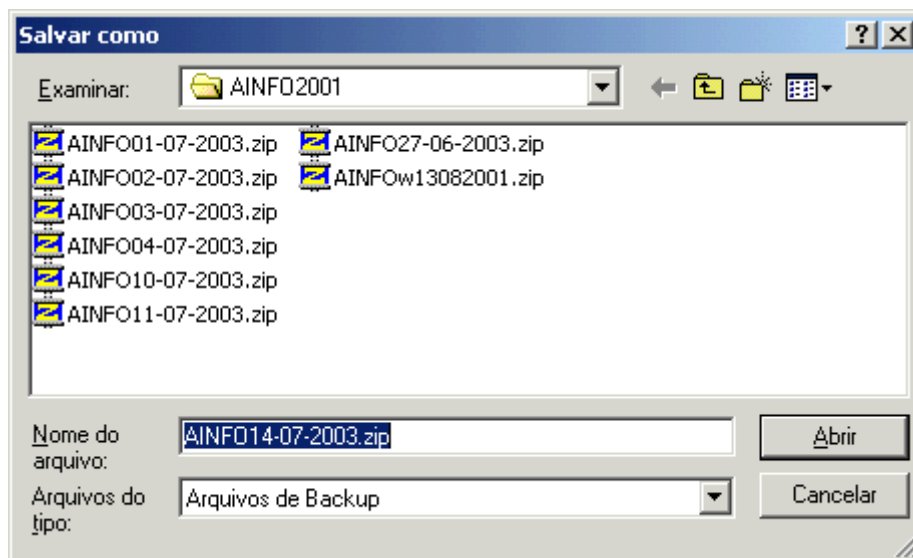 Salvar como
Examinar: AINFO2001
AINFO01-07-2003.zip AINFO27-06-2003.zip
AINFO02-07-2003.zip AINFOw13082001.zip
AINFO03-07-2003.zip
AINFO04-07-2003.zip
AINFO10-07-2003.zip
AINFO11-07-2003.zip
Nome do arquivo: AINFO14-07-2003.zip Abrir
Arquivos do tipo: Arquivos de Backup Cancelar